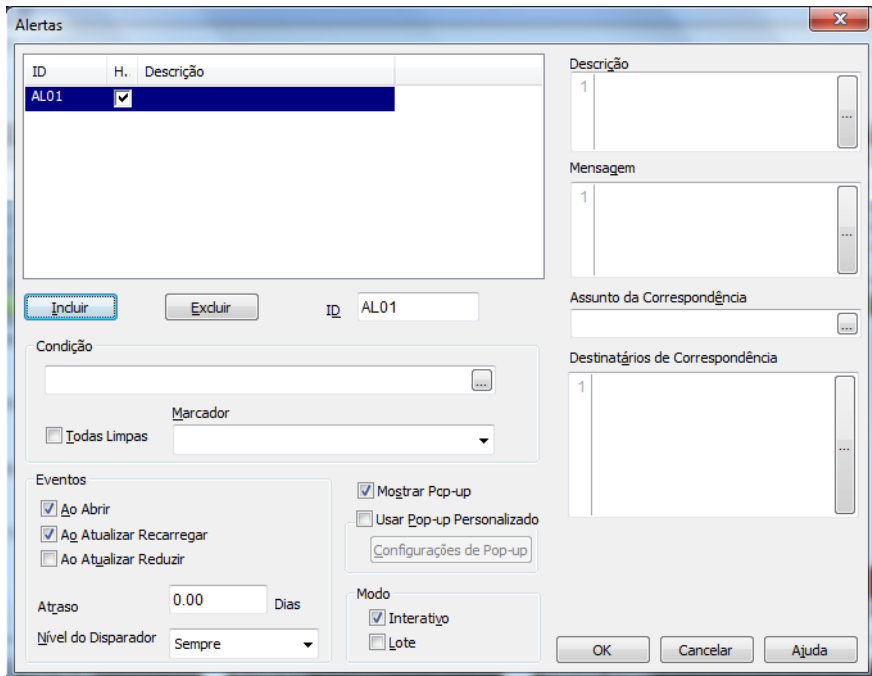 Alertas
ID H. Descrição
AL01
Incluir Excluir ID AL01
Condição
...
Marcador
Todas Limpas
Eventos
Ao Abrir
Ao Atualizar Recarregar
Ao Atualizar Reduzir
Atraso 0.00 Dias
Nível do Disparador Sempre
Mostrar Pop-up
Usar Pop-up Personalizado
Configurações de Pop-up
Modo
Interativo
Lote
Descrição
1
...
Mensagem
1
...
Assunto da Correspondência
...
Destinatários de Correspondência
1
...
OK Cancelar Ajuda